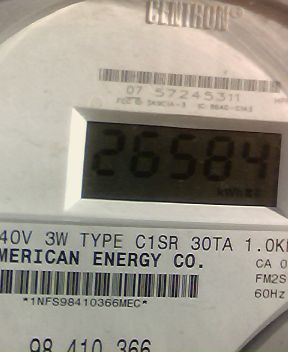 CENTRON®
07 57245311
26584
kWh
40V 3W TYPE C1SR 30TA 1.0K
MERICAN ENERGY CO.
CA 0
FM2S
60Hz
*1NFS98410366MEC*
98 410 366